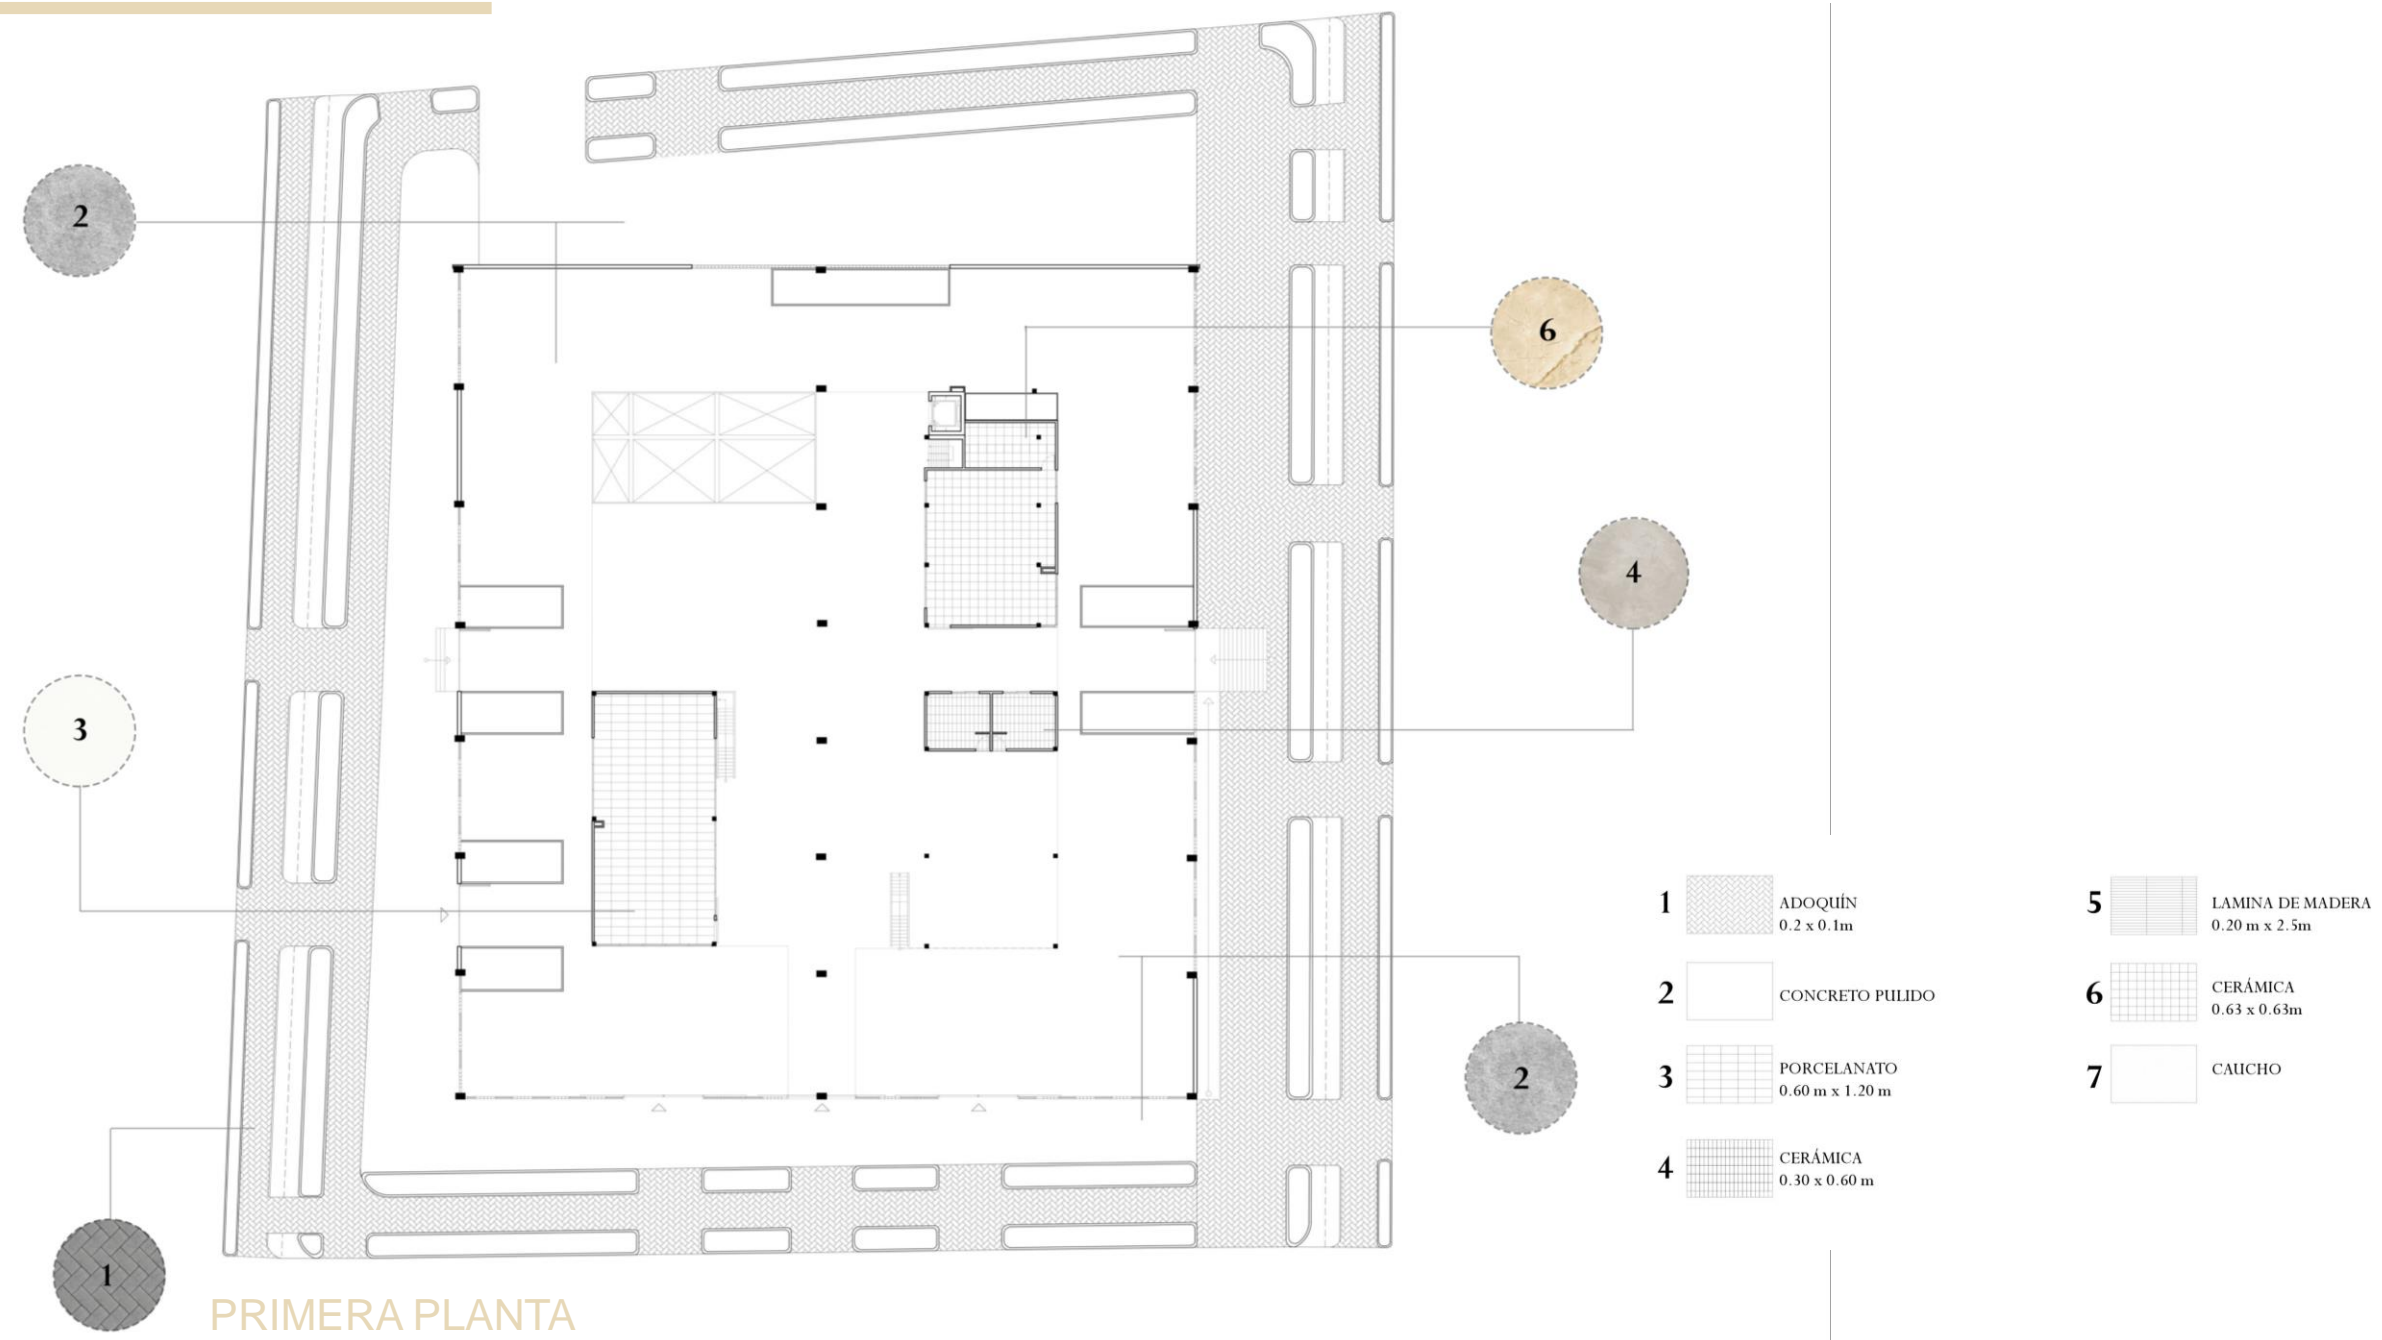 2
6
4
3
2
1
PRIMERA PLANTA
1
ADOQUÍN
0.2 x 0.1m
2
CONCRETO PULIDO
3
PORCELANATO
0.60 m x 1.20 m
4
CERÁMICA
0.30 x 0.60 m
5
LAMINA DE MADERA
0.20 m x 2.5m
6
CERÁMICA
0.63 x 0.63m
7
CAUCHO